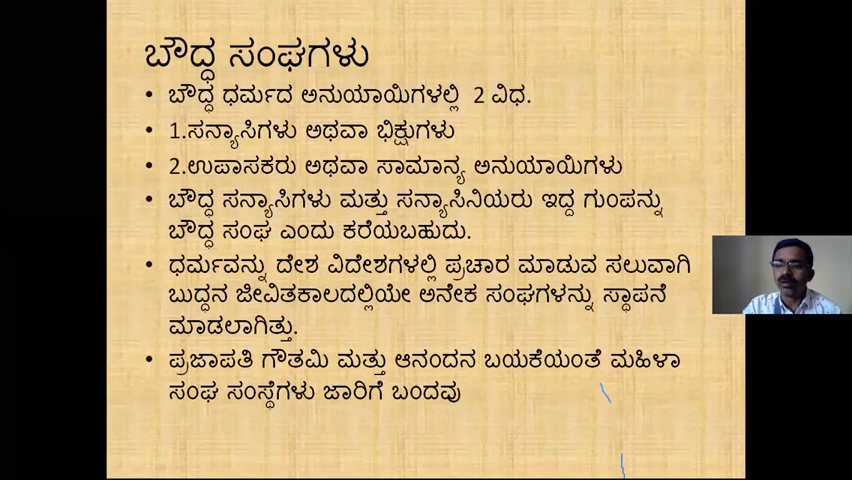 ಬೌದ್ಧ ಸಂಘಗಳು
• ಬೌದ್ಧ ಧರ್ಮದ ಅನುಯಾಯಿಗಳಲ್ಲಿ 2 ವಿಧ.
• 1.ಸನ್ಯಾಸಿಗಳು ಅಥವಾ ಭಿಕ್ಷುಗಳು
• 2.ಉಪಾಸಕರು ಅಥವಾ ಸಾಮಾನ್ಯ ಅನುಯಾಯಿಗಳು
• ಬೌದ್ಧ ಸನ್ಯಾಸಿಗಳು ಮತ್ತು ಸನ್ಯಾಸಿನಿಯರು ಇದ್ದ ಗುಂಪನ್ನು
ಬೌದ್ಧ ಸಂಘ ಎಂದು ಕರೆಯಬಹುದು.
• ಧರ್ಮವನ್ನು ದೇಶ ವಿದೇಶಗಳಲ್ಲಿ ಪ್ರಚಾರ ಮಾಡುವ ಸಲುವಾಗಿ
ಬುದ್ಧನ ಜೀವಿತಕಾಲದಲ್ಲಿಯೇ ಅನೇಕ ಸಂಘಗಳನ್ನು ಸ್ಥಾಪನೆ
ಮಾಡಲಾಗಿತ್ತು.
• ಪ್ರಜಾಪತಿ ಗೌತಮಿ ಮತ್ತು ಆನಂದನ ಬಯಕೆಯಂತೆ ಮಹಿಳಾ
ಸಂಘ ಸಂಸ್ಥೆಗಳು ಜಾರಿಗೆ ಬಂದವು